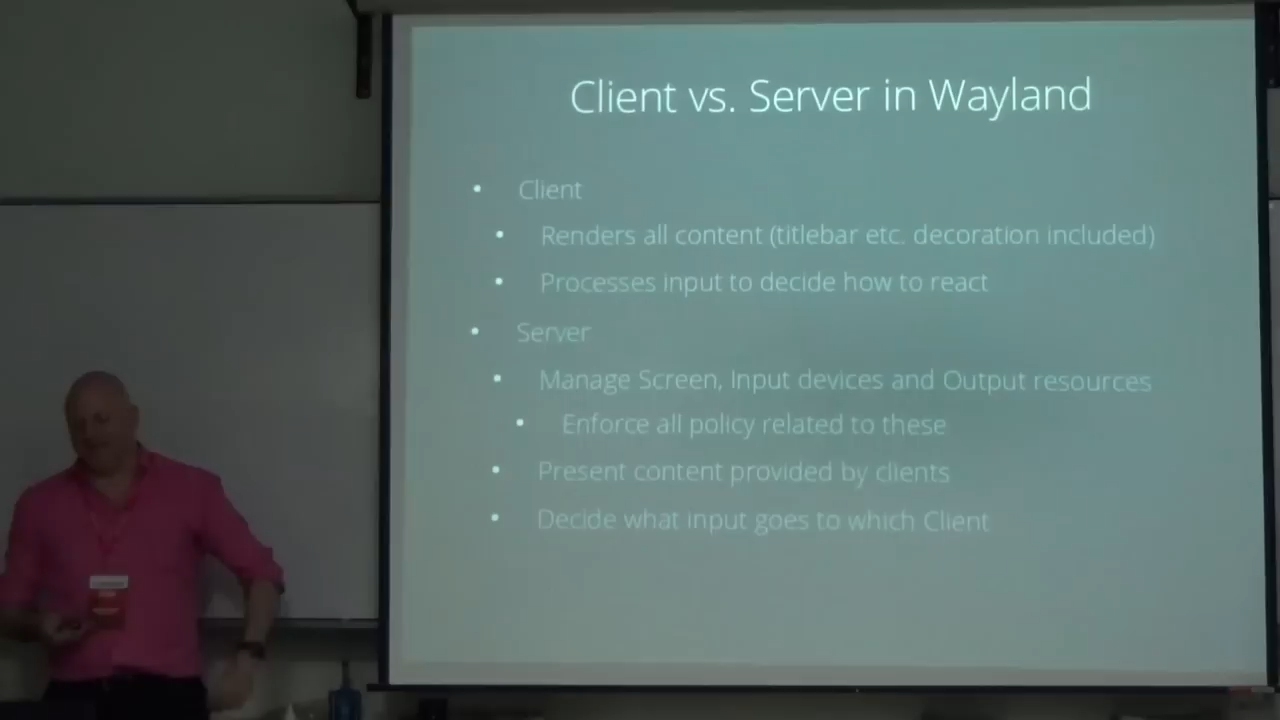 Client vs. Server in Wayland
• Client
• Renders all content (titlebar etc. decoration included)
• Processes input to decide how to react
• Server
• Manage Screen, Input devices and Output resources
• Enforce all policy related to these
• Present content provided by clients
• Decide what input goes to which Client